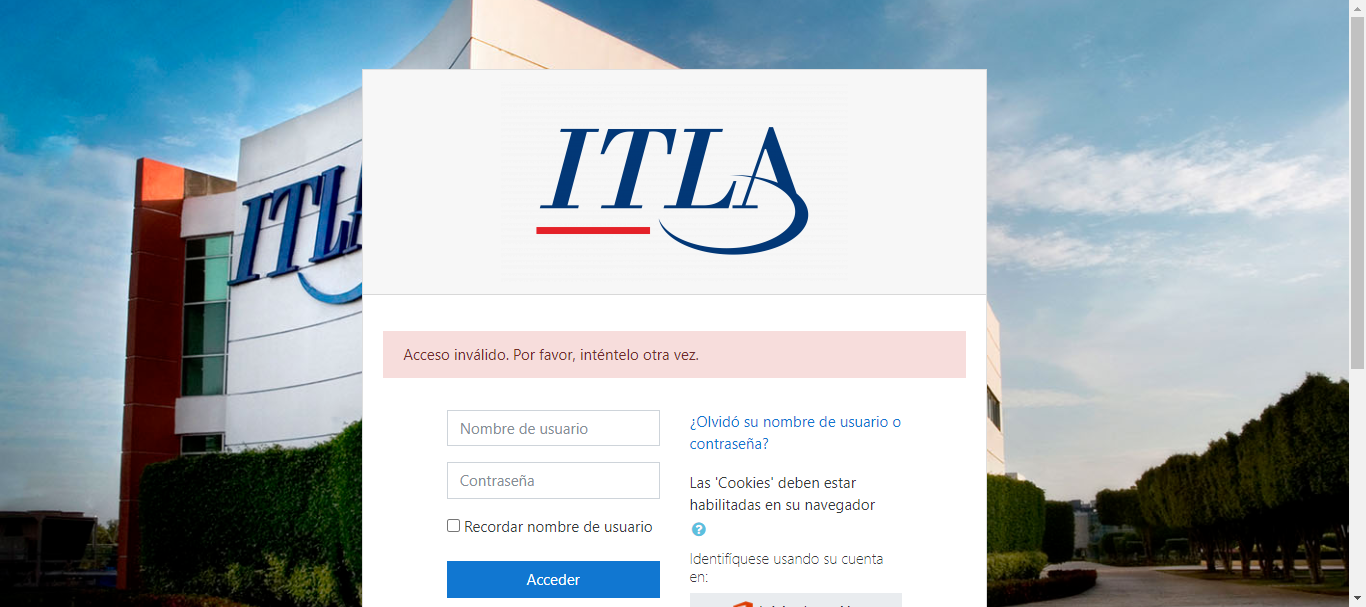 ITLA
ITLA
Acceso inválido. Por favor, inténtelo otra vez.
Nombre de usuario
Contraseña
Recordar nombre de usuario
Acceder
¿Olvidó su nombre de usuario o
contraseña?
Las 'Cookies' deben estar
habilitadas en su navegador
?
Identifíquese usando su cuenta
en: